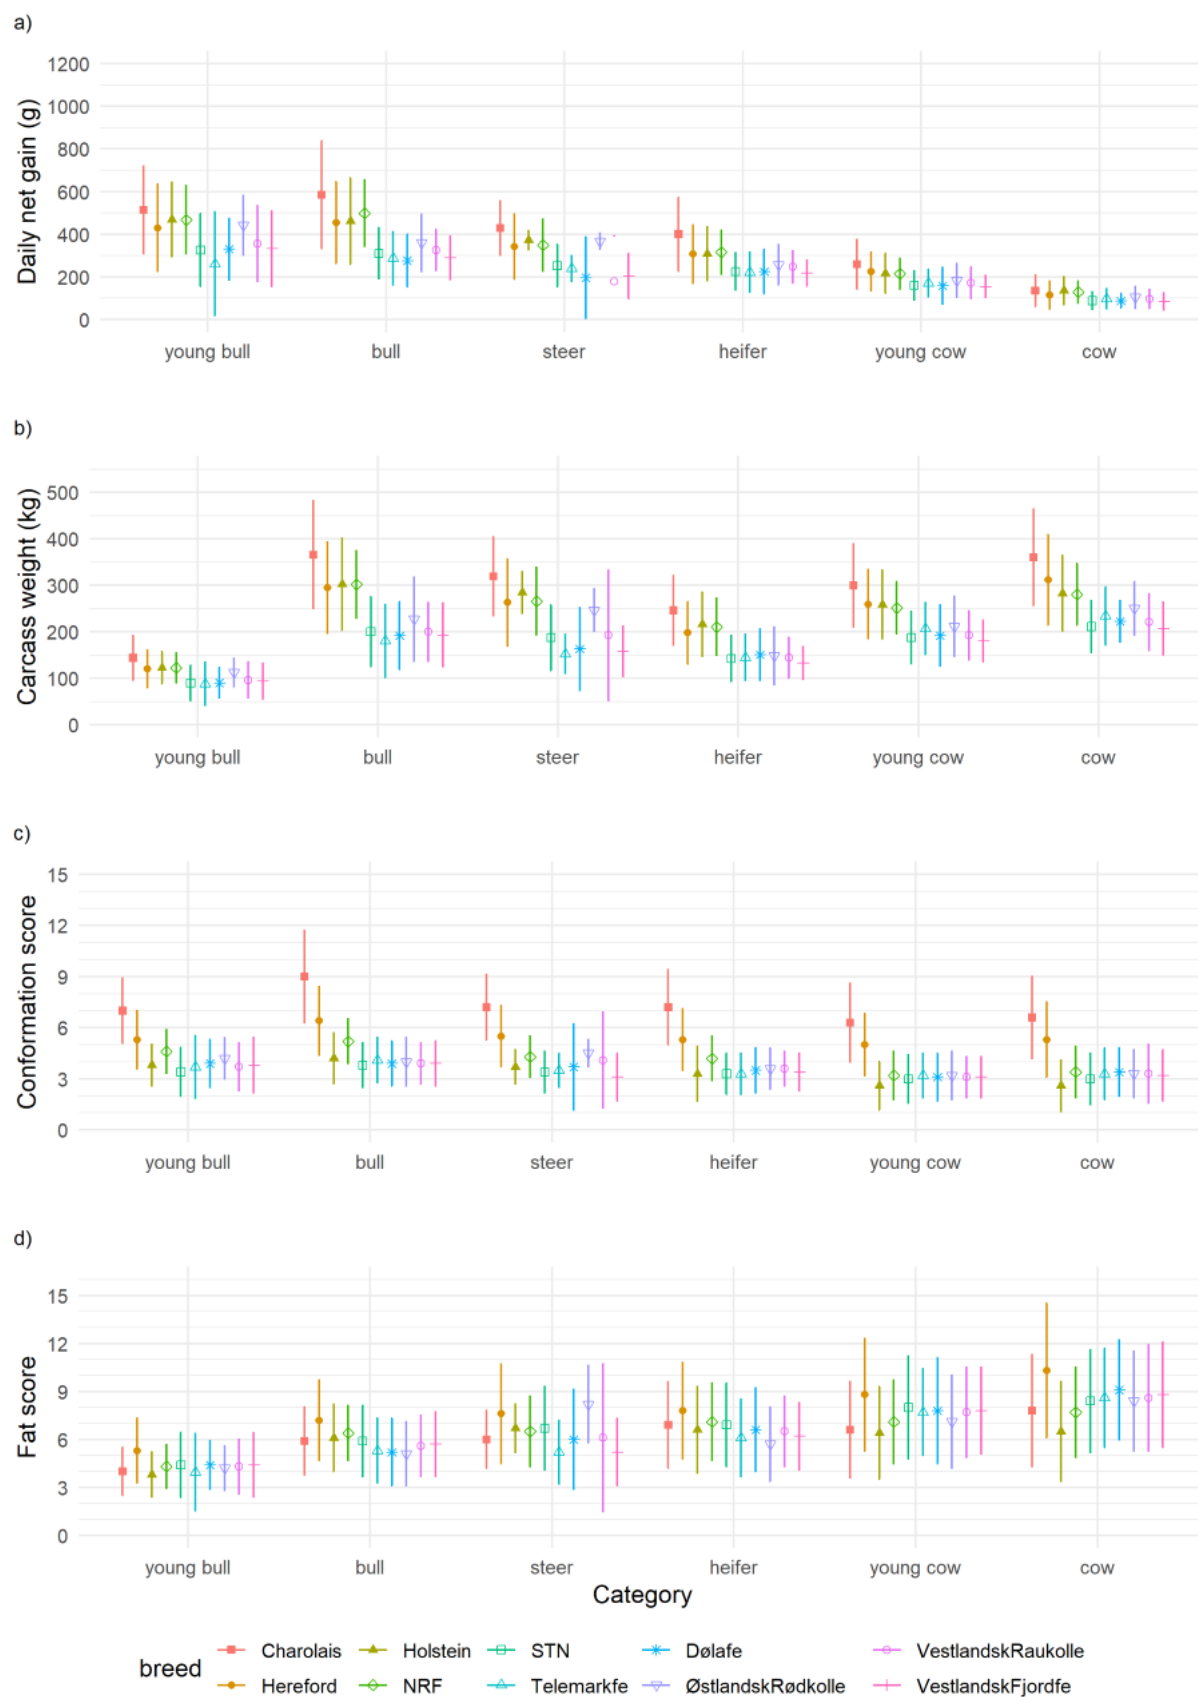 a)
Daily net gain (g)
1200
1000
800
600
400
200
0
young bull bull steer heifer young cow cow
b)
Carcass weight (kg)
500
400
300
200
100
0
young bull bull steer heifer young cow cow
c)
Conformation score
15
12
9
6
3
0
young bull bull steer heifer young cow cow
d)
Fat score
15
12
9
6
3
0
young bull bull steer heifer young cow cow
Category
breed
Charolais Holstein STN Dølafe VestlandskRaukolle
Hereford NRF Telemarkfe ØstlandskRødkolle VestlandskFjordfe